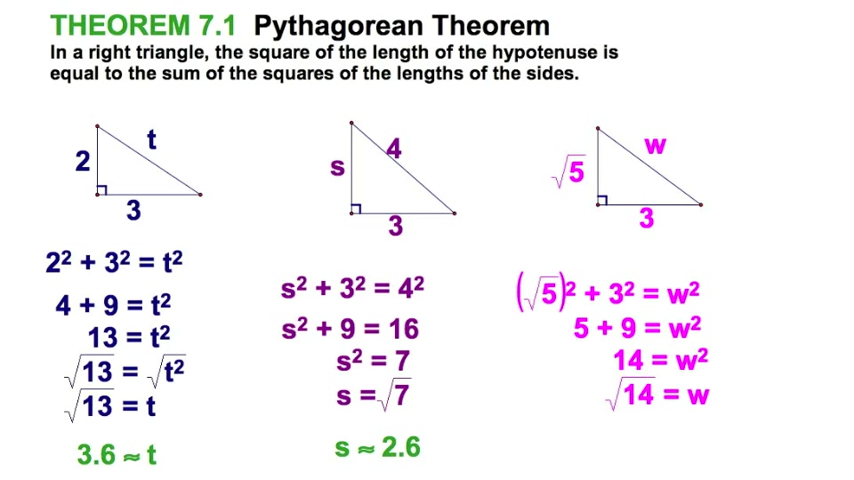 THEOREM 7.1 Pythagorean Theorem
In a right triangle, the square of the length of the hypotenuse is
equal to the sum of the squares of the lengths of the sides.
2
t
3
2² + 3² = t²
4 + 9 = t²
13 = t²
√13 = √t²
√13 = t
3.6 ≈ t
s
4
3
s² + 3² = 4²
s² + 9 = 16
s² = 7
s = √7
s ≈ 2.6
√5
w
3
(√5)² + 3² = w²
5 + 9 = w²
14 = w²
√14 = w